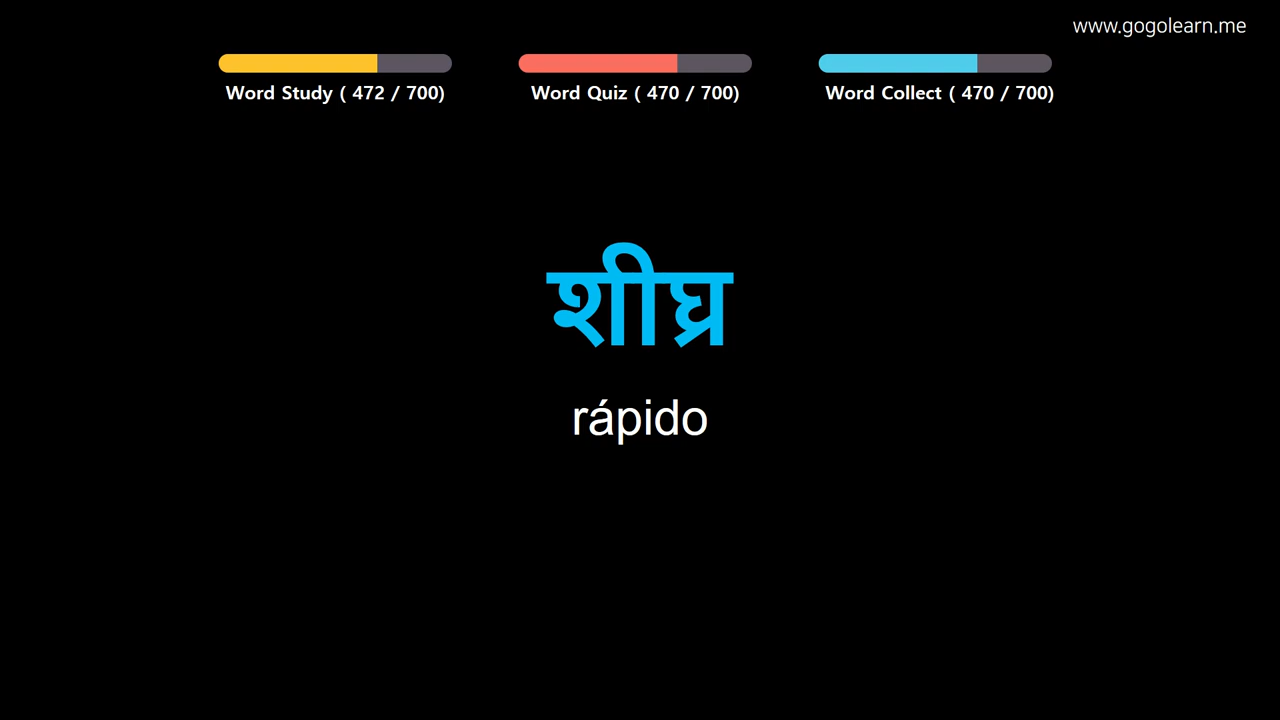 www.gogolearn.me
Word Study ( 472 / 700)
Word Quiz ( 470 / 700)
Word Collect ( 470 / 700)
शीघ्र
rápido